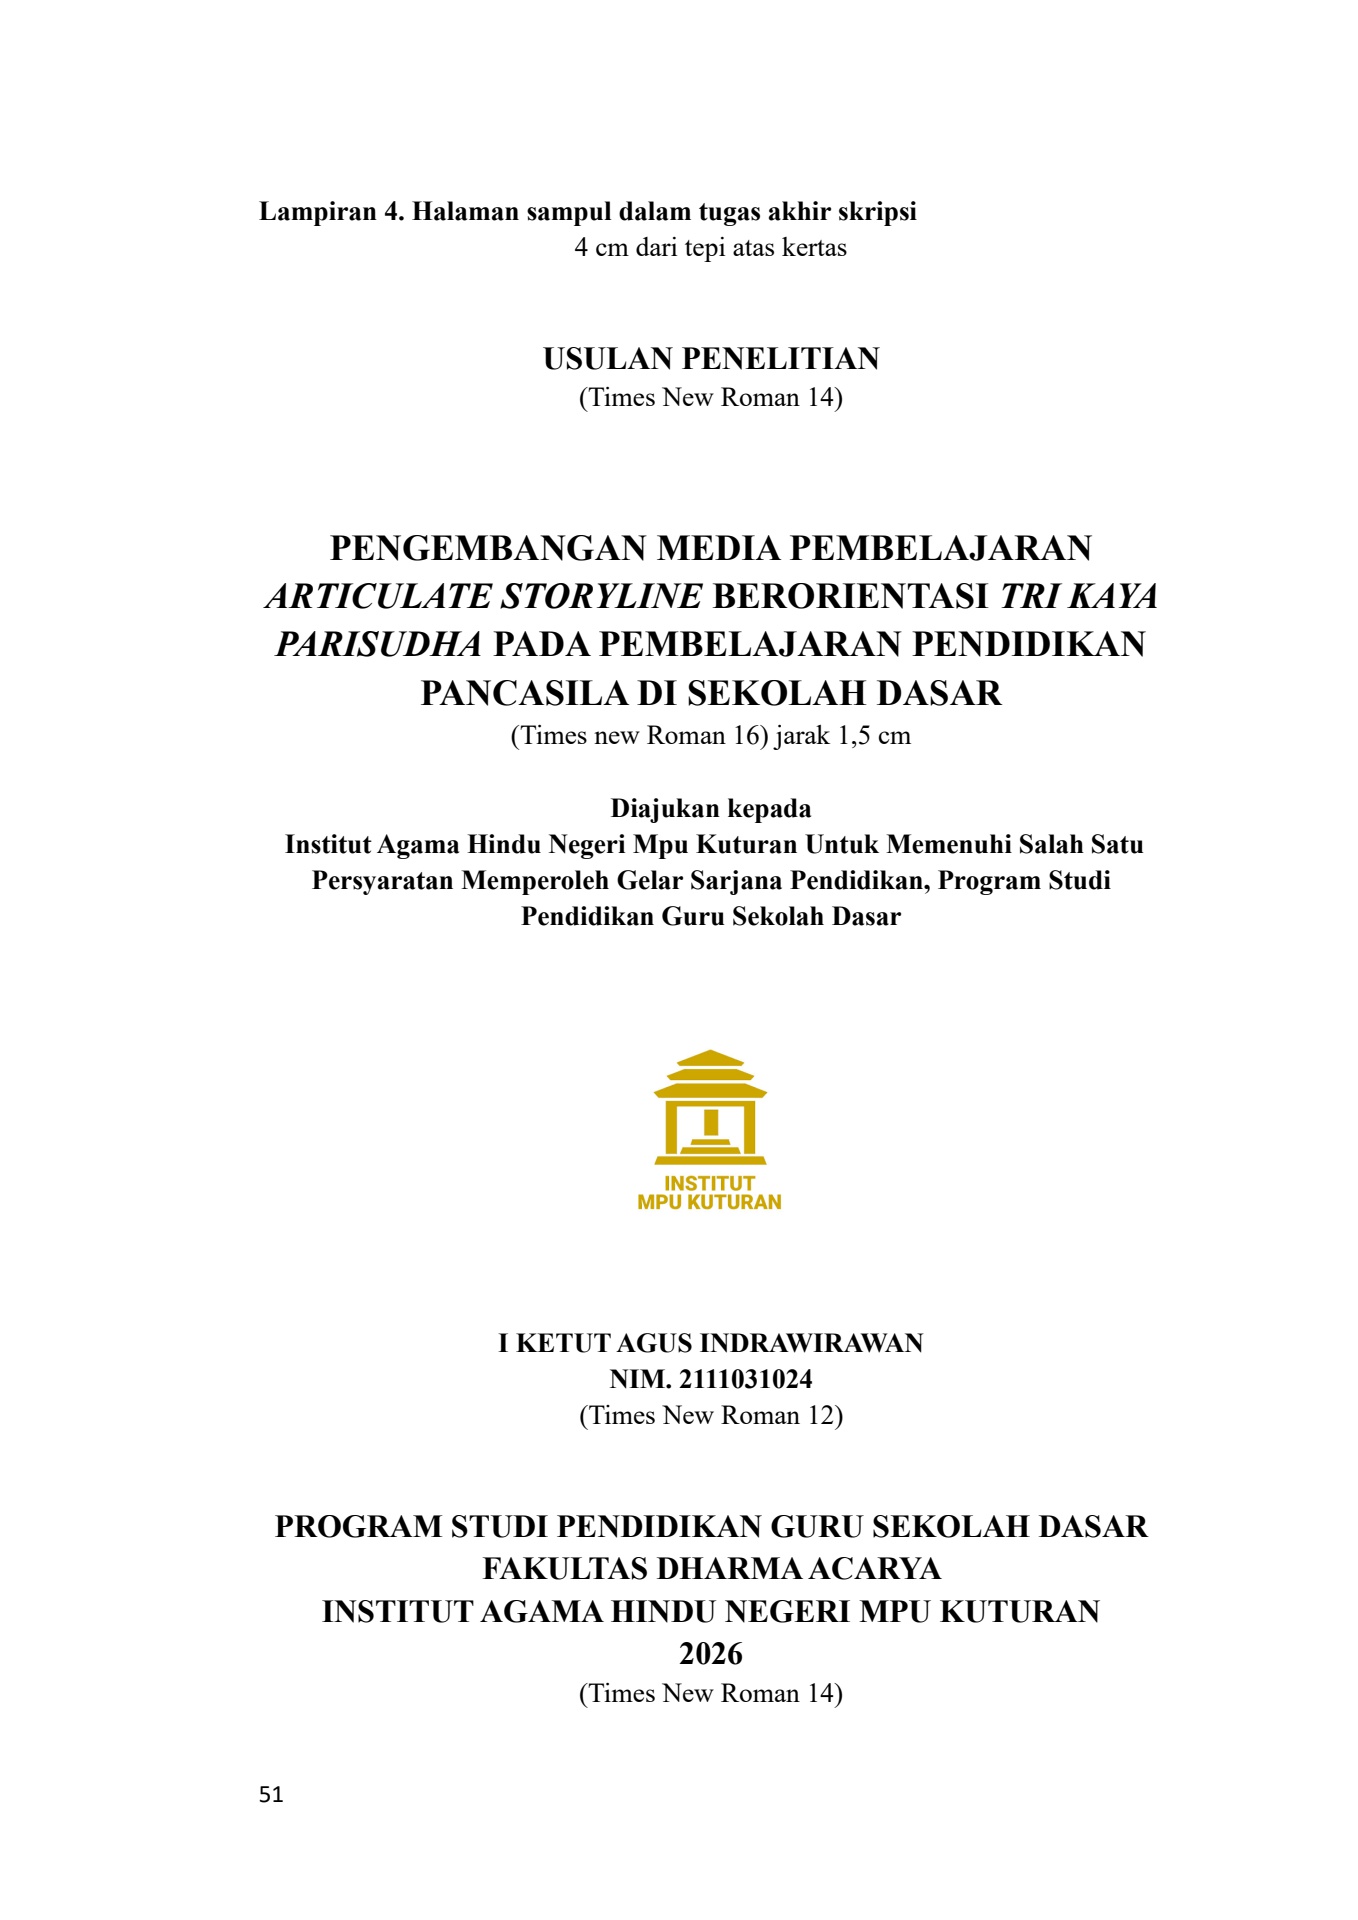 Lampiran 4. Halaman sampul dalam tugas akhir skripsi
4 cm dari tepi atas kertas
USULAN PENELITIAN
(Times New Roman 14)
PENGEMBANGAN MEDIA PEMBELAJARAN
ARTICULATE STORYLINE BERORIENTASI TRI KAYA
PARISUDHA PADA PEMBELAJARAN PENDIDIKAN
PANCASILA DI SEKOLAH DASAR
(Times new Roman 16) jarak 1,5 cm
Diajukan kepada
Institut Agama Hindu Negeri Mpu Kuturan Untuk Memenuhi Salah Satu
Persyaratan Memperoleh Gelar Sarjana Pendidikan, Program Studi
Pendidikan Guru Sekolah Dasar
INSTITUT
MPU KUTURAN
I KETUT AGUS INDRAWIRAWAN
NIM. 2111031024
(Times New Roman 12)
PROGRAM STUDI PENDIDIKAN GURU SEKOLAH DASAR
FAKULTAS DHARMA ACARYA
INSTITUT AGAMA HINDU NEGERI MPU KUTURAN
2026
(Times New Roman 14)
51